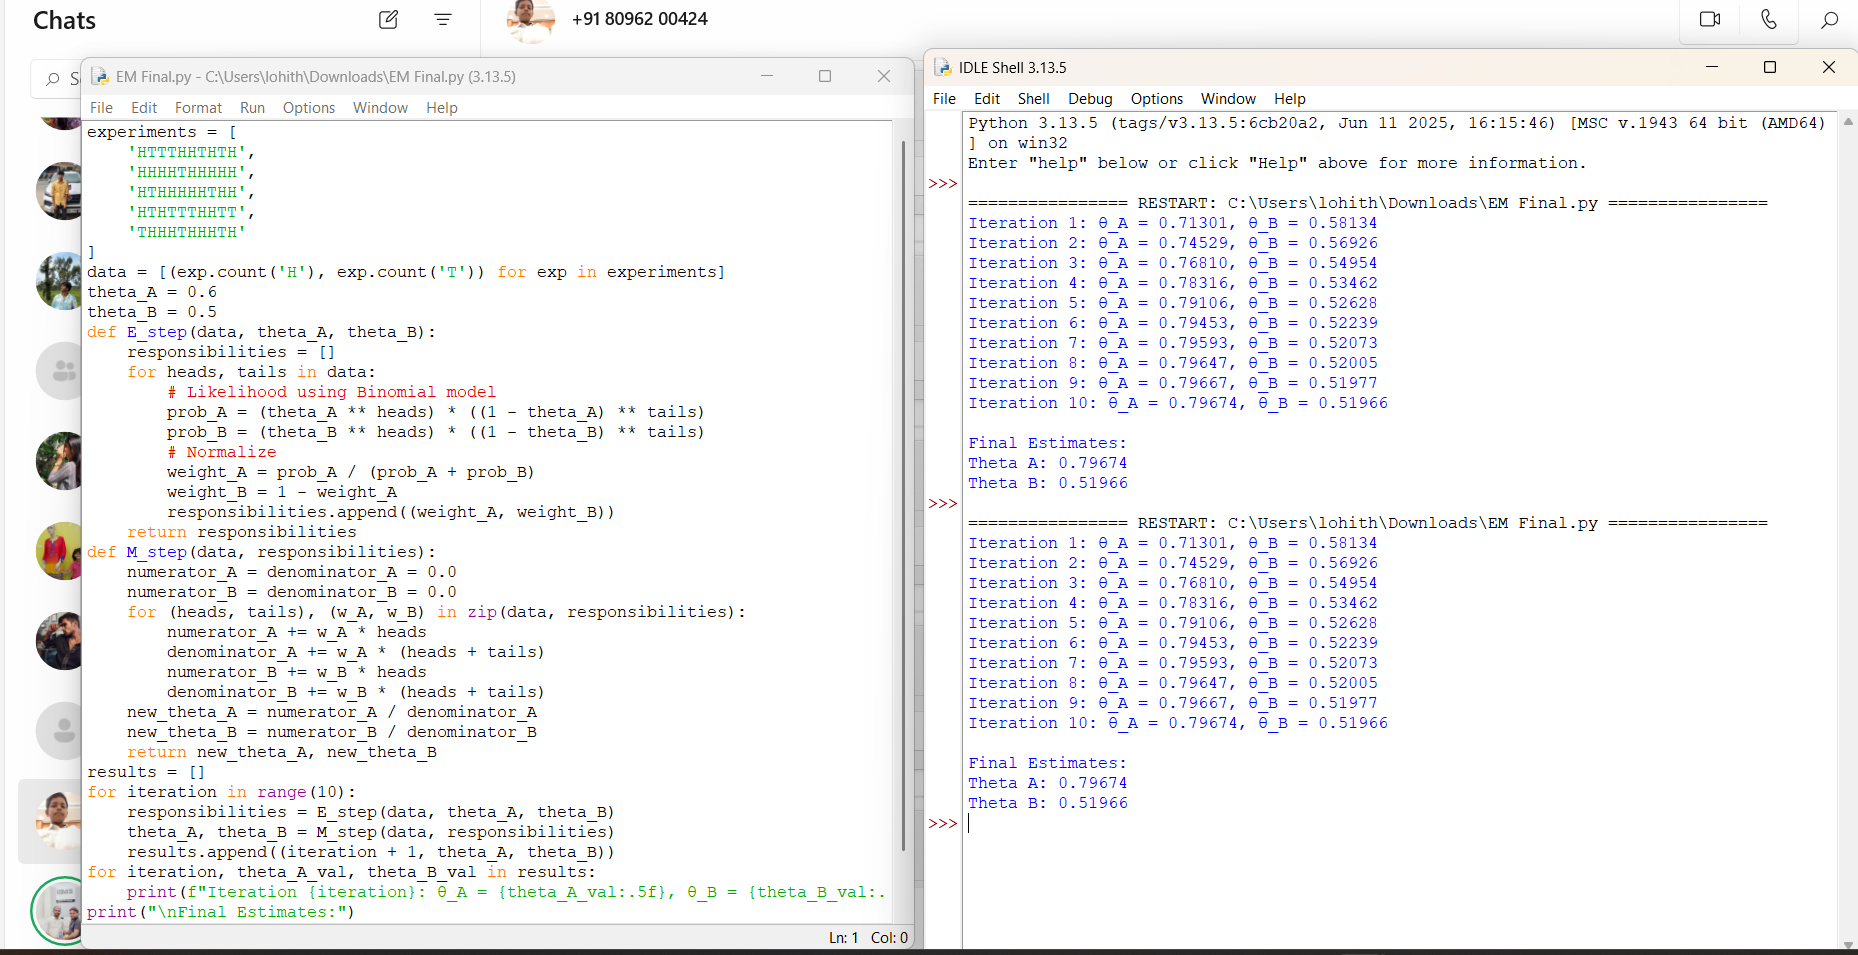 Chats
+91 80962 00424
S
EM Final.py - C:\Users\lohith\Downloads\EM Final.py (3.13.5)
File Edit Format Run Options Window Help
experiments = [
    'HTTTHHTHTH',
    'HHHHTHHHHH',
    'HTHHHHHTHH',
    'HTHTTTHHTT',
    'THHHTHHHTH'
]
data = [(exp.count('H'), exp.count('T')) for exp in experiments]
theta_A = 0.6
theta_B = 0.5
def E_step(data, theta_A, theta_B):
    responsibilities = []
    for heads, tails in data:
        # Likelihood using Binomial model
        prob_A = (theta_A ** heads) * ((1 - theta_A) ** tails)
        prob_B = (theta_B ** heads) * ((1 - theta_B) ** tails)
        # Normalize
        weight_A = prob_A / (prob_A + prob_B)
        weight_B = 1 - weight_A
        responsibilities.append((weight_A, weight_B))
    return responsibilities
def M_step(data, responsibilities):
    numerator_A = denominator_A = 0.0
    numerator_B = denominator_B = 0.0
    for (heads, tails), (w_A, w_B) in zip(data, responsibilities):
        numerator_A += w_A * heads
        denominator_A += w_A * (heads + tails)
        numerator_B += w_B * heads
        denominator_B += w_B * (heads + tails)
    new_theta_A = numerator_A / denominator_A
    new_theta_B = numerator_B / denominator_B
    return new_theta_A, new_theta_B
results = []
for iteration in range(10):
    responsibilities = E_step(data, theta_A, theta_B)
    theta_A, theta_B = M_step(data, responsibilities)
    results.append((iteration + 1, theta_A, theta_B))
for iteration, theta_A_val, theta_B_val in results:
    print(f"Iteration {iteration}: θ_A = {theta_A_val:.5f}, θ_B = {theta_B_val:.
print("\nFinal Estimates:")
Ln: 1 Col: 0
IDLE Shell 3.13.5
File Edit Shell Debug Options Window Help
Python 3.13.5 (tags/v3.13.5:6cb20a2, Jun 11 2025, 16:15:46) [MSC v.1943 64 bit (AMD64)
] on win32
Enter "help" below or click "Help" above for more information.
>>>
================ RESTART: C:\Users\lohith\Downloads\EM Final.py ================
Iteration 1: θ_A = 0.71301, θ_B = 0.58134
Iteration 2: θ_A = 0.74529, θ_B = 0.56926
Iteration 3: θ_A = 0.76810, θ_B = 0.54954
Iteration 4: θ_A = 0.78316, θ_B = 0.53462
Iteration 5: θ_A = 0.79106, θ_B = 0.52628
Iteration 6: θ_A = 0.79453, θ_B = 0.52239
Iteration 7: θ_A = 0.79593, θ_B = 0.52073
Iteration 8: θ_A = 0.79647, θ_B = 0.52005
Iteration 9: θ_A = 0.79667, θ_B = 0.51977
Iteration 10: θ_A = 0.79674, θ_B = 0.51966
Final Estimates:
Theta A: 0.79674
Theta B: 0.51966
>>>
================ RESTART: C:\Users\lohith\Downloads\EM Final.py ================
Iteration 1: θ_A = 0.71301, θ_B = 0.58134
Iteration 2: θ_A = 0.74529, θ_B = 0.56926
Iteration 3: θ_A = 0.76810, θ_B = 0.54954
Iteration 4: θ_A = 0.78316, θ_B = 0.53462
Iteration 5: θ_A = 0.79106, θ_B = 0.52628
Iteration 6: θ_A = 0.79453, θ_B = 0.52239
Iteration 7: θ_A = 0.79593, θ_B = 0.52073
Iteration 8: θ_A = 0.79647, θ_B = 0.52005
Iteration 9: θ_A = 0.79667, θ_B = 0.51977
Iteration 10: θ_A = 0.79674, θ_B = 0.51966
Final Estimates:
Theta A: 0.79674
Theta B: 0.51966
>>>